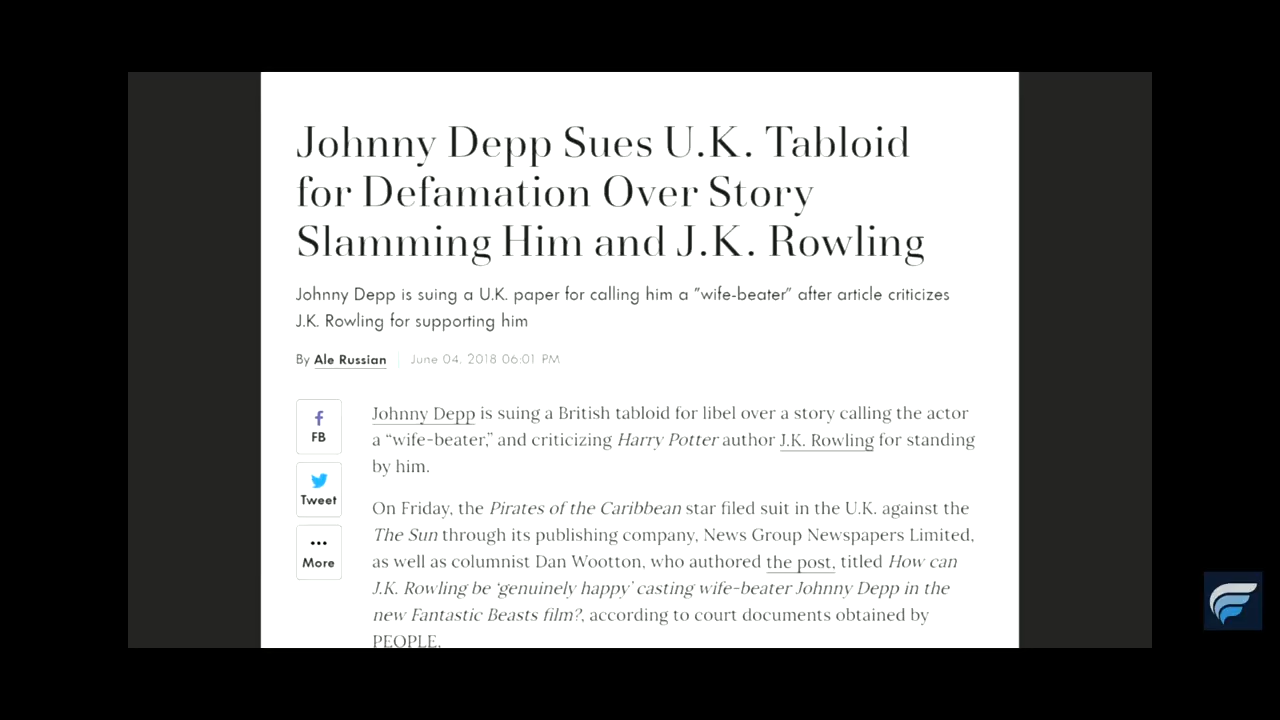 Johnny Depp Sues U.K. Tabloid
for Defamation Over Story
Slamming Him and J.K. Rowling
Johnny Depp is suing a U.K. paper for calling him a "wife-beater" after article criticizes
J.K. Rowling for supporting him
By Ale Russian | June 04, 2018 06:01 PM
FB
Tweet
More
Johnny Depp is suing a British tabloid for libel over a story calling the actor
a “wife-beater,” and criticizing Harry Potter author J.K. Rowling for standing
by him.
On Friday, the Pirates of the Caribbean star filed suit in the U.K. against the
The Sun through its publishing company, News Group Newspapers Limited,
as well as columnist Dan Wootton, who authored the post, titled How can
J.K. Rowling be ‘genuinely happy’ casting wife-beater Johnny Depp in the
new Fantastic Beasts film?, according to court documents obtained by
PEOPLE.